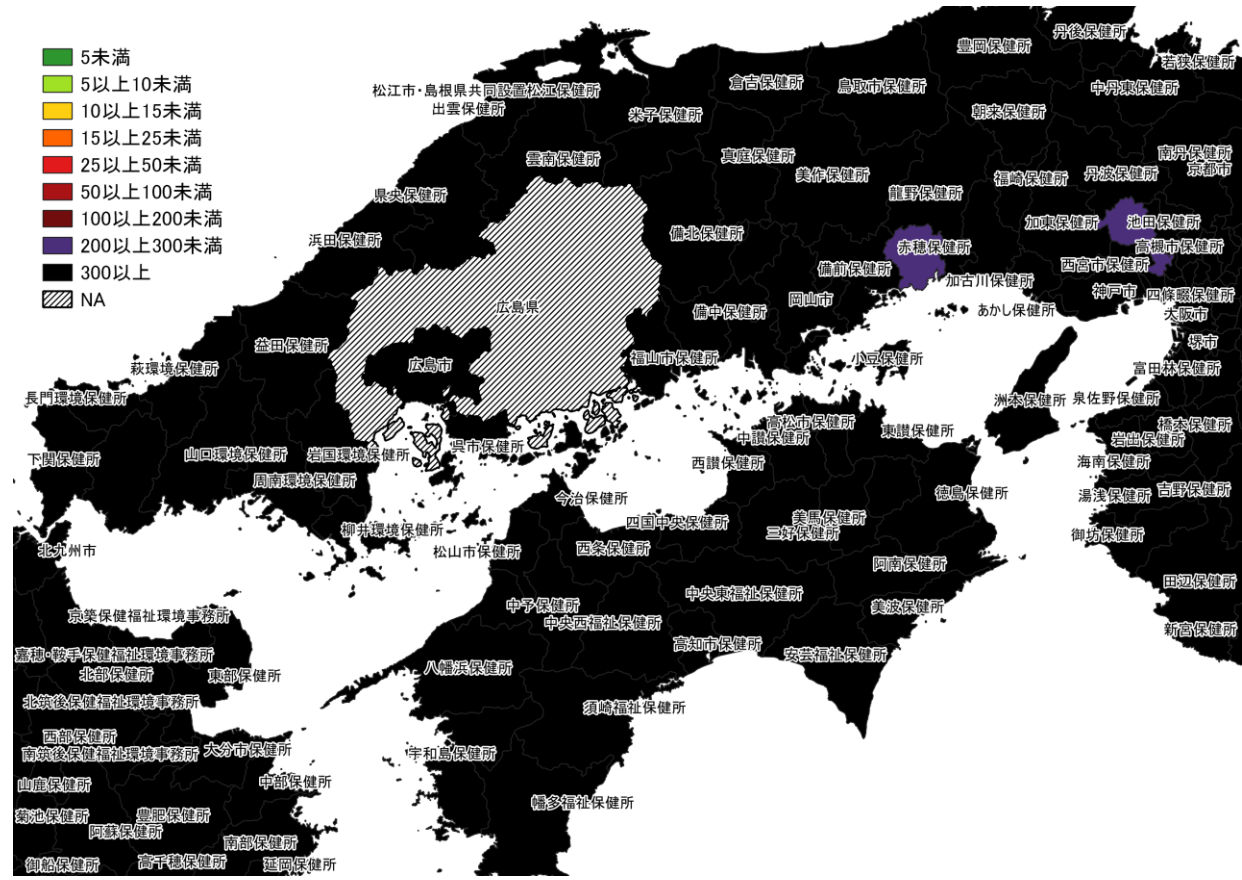 5未満
5以上10未満
10以上15未満
15以上25未満
25以上50未満
50以上100未満
100以上200未満
200以上300未満
300以上
NA
丹後保健所
豊岡保健所
若狭保健所
倉吉保健所
鳥取市保健所
中丹東保健所
松江市・島根県共同設置松江保健所
出雲保健所
米子保健所
朝来保健所
雲南保健所
真庭保健所
美作保健所
南丹保健所
京都市
丹波保健所
福崎保健所
龍野保健所
県央保健所
浜田保健所
備北保健所
赤穂保健所
加東保健所
池田保健所
高槻市保健所
西宮市保健所
備前保健所
加古川保健所
神戸市
四條畷保健所
岡山市
広島県
備中保健所
あかし保健所
大阪市
益田保健所
堺市
広島市
福山市保健所
小豆保健所
萩環境保健所
富田林保健所
長門環境保健所
洲本保健所
泉佐野保健所
高松市保健所
橋本保健所
東讃保健所
中讃保健所
岩出保健所
呉市保健所
下関保健所
山口環境保健所
岩国環境保健所
西讃保健所
海南保健所
周南環境保健所
吉野保健所
徳島保健所
湯浅保健所
今治保健所
四国中央保健所
美馬保健所
三好保健所
御坊保健所
柳井環境保健所
北九州市
松山市保健所
西条保健所
阿南保健所
田辺保健所
中央東福祉保健所
中予保健所
美波保健所
京築保健福祉環境事務所
中央西福祉保健所
新宮保健所
高知市保健所
安芸福祉保健所
嘉穂・鞍手保健福祉環境事務所
北部保健所
東部保健所
八幡浜保健所
北筑後保健福祉環境事務所
須崎福祉保健所
西部保健所
南筑後保健福祉環境事務所
大分市保健所
宇和島保健所
山鹿保健所
中部保健所
幡多福祉保健所
菊池保健所
豊肥保健所
阿蘇保健所
南部保健所
御船保健所
高千穂保健所
延岡保健所